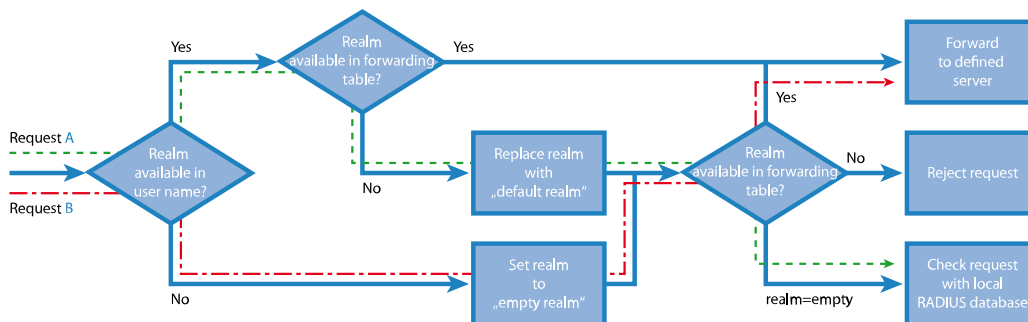 Yes
Realm
available in forwarding
table?
Yes
Forward
to defined
server
Request A
Realm
available in
user name?
Request B
No
Replace realm
with
„default realm“
Yes
Realm
available in forwarding
table?
No
Reject request
No
Set realm
to
„empty realm“
realm=empty
Check request
with local
RADIUS database